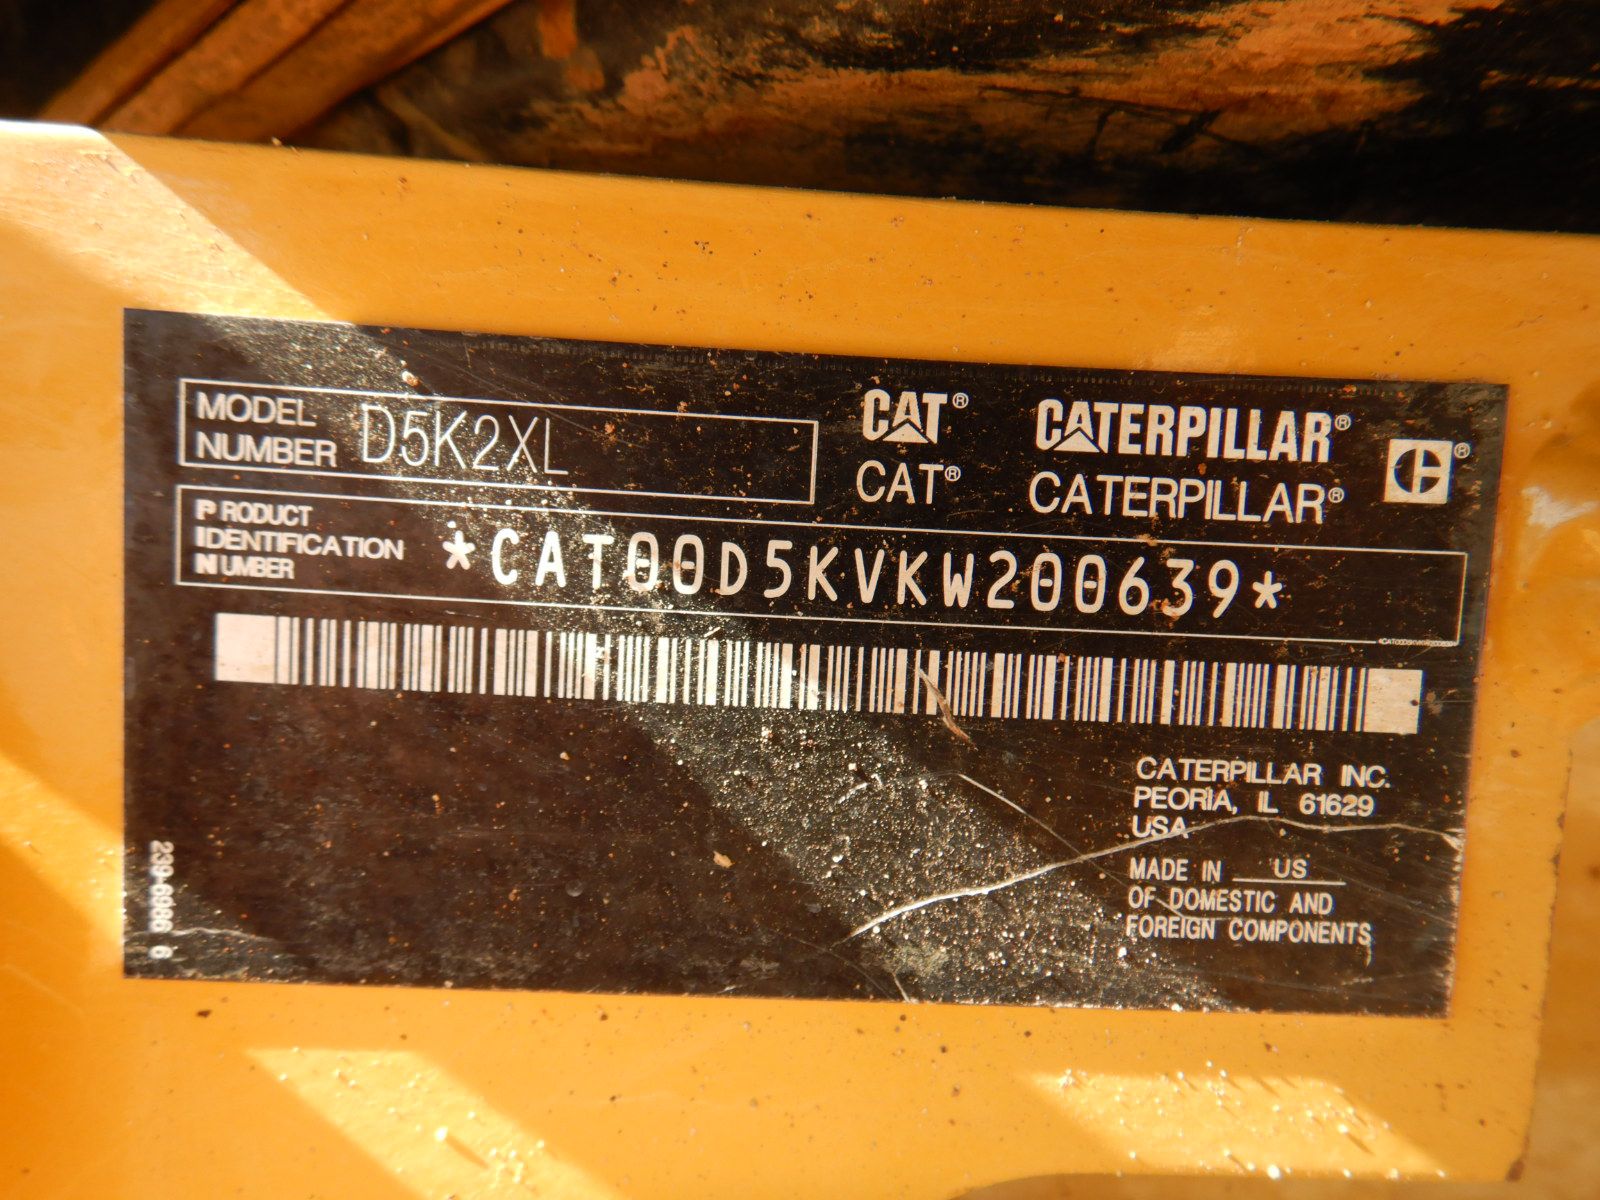 MODEL NUMBER D5K2XL
CAT® CATERPILLAR®
CAT® CATERPILLAR®
PRODUCT
IDENTIFICATION
NUMBER
*CAT00D5KVKW200639*
CATERPILLAR INC.
PEORIA, IL 61629
USA
MADE IN US
OF DOMESTIC AND
FOREIGN COMPONENTS